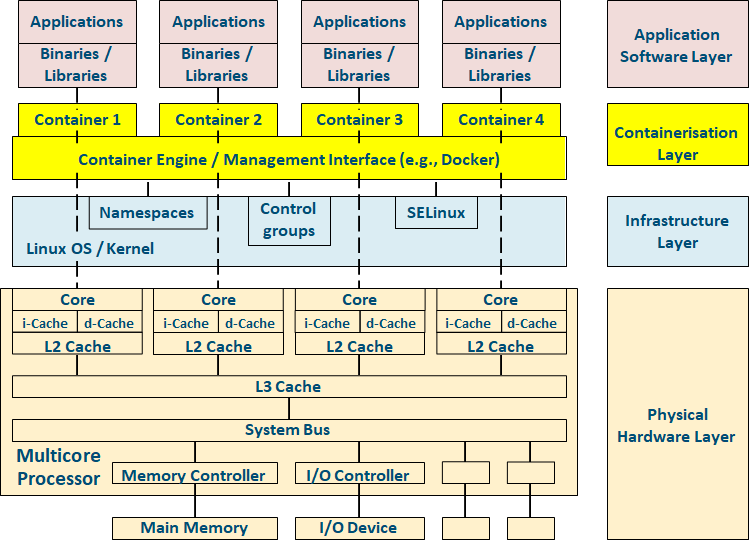 Applications
Applications
Applications
Applications
Application
Software Layer
Binaries /
Libraries
Binaries /
Libraries
Binaries /
Libraries
Binaries /
Libraries
Container 1
Container 2
Container 3
Container 4
Containerisation
Layer
Container Engine / Management Interface (e.g., Docker)
Namespaces
Control
groups
SELinux
Linux OS / Kernel
Infrastructure
Layer
Core
Core
Core
Core
i-Cache
d-Cache
i-Cache
d-Cache
i-Cache
d-Cache
i-Cache
d-Cache
L2 Cache
L2 Cache
L2 Cache
L2 Cache
L3 Cache
System Bus
Multicore
Processor
Memory Controller
I/O Controller
Main Memory
I/O Device
Physical
Hardware Layer